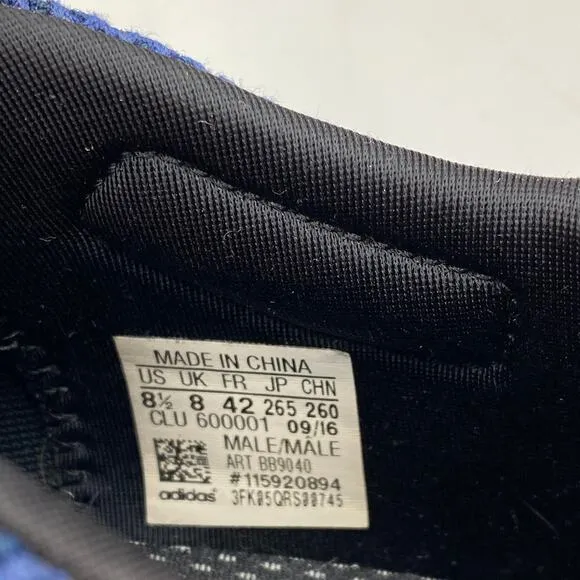 MADE IN CHINA
US UK FR JP CHN
8½ 8 42 265 260
CLU 600001 09/16
MALE/MÂLE
ART BB9040
#115920894
adidas 3FK05QRS00745